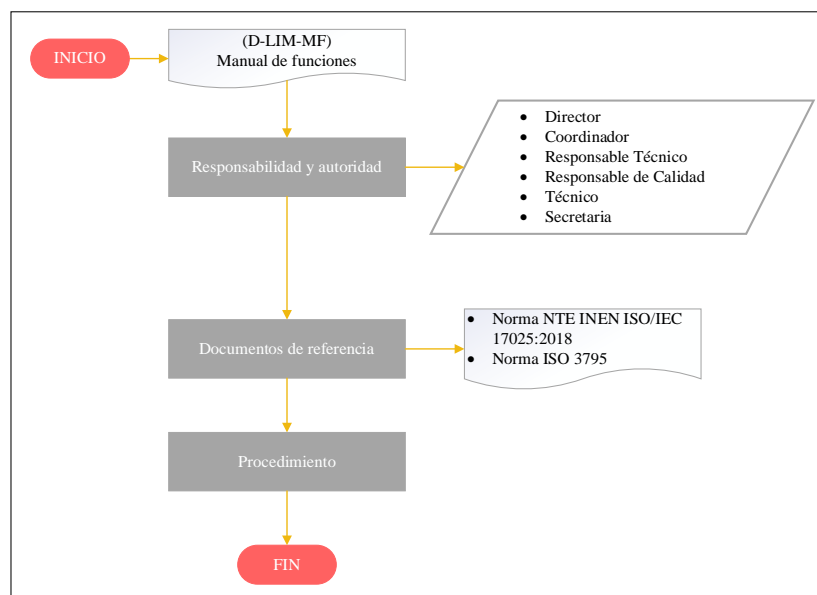 INICIO
(D-LIM-MF)
Manual de funciones
Responsabilidad y autoridad
• Director
• Coordinador
• Responsable Técnico
• Responsable de Calidad
• Técnico
• Secretaria
Documentos de referencia
• Norma NTE INEN ISO/IEC
17025:2018
• Norma ISO 3795
Procedimiento
FIN